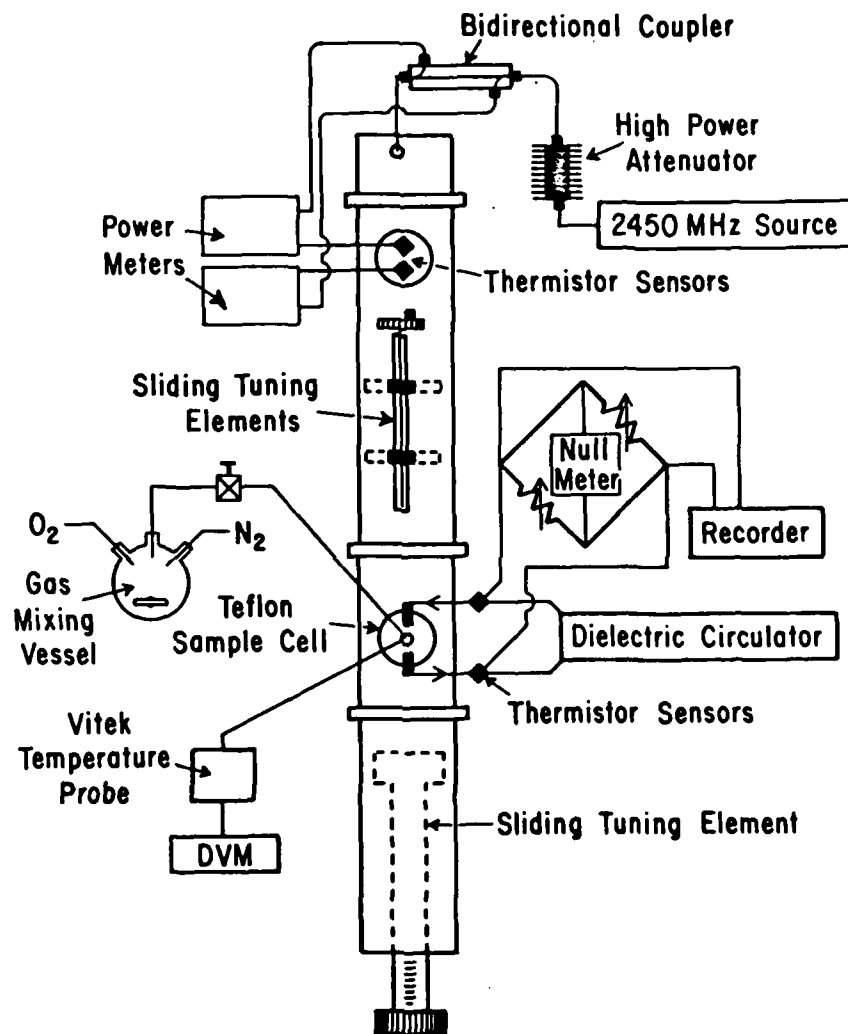 Bidirectional Coupler
High Power
Attenuator
2450 MHz Source
Power
Meters
Thermistor Sensors
Sliding Tuning
Elements
Null
Meter
Recorder
O2
N2
Gas
Mixing
Vessel
Teflon
Sample Cell
Dielectric Circulator
Thermistor Sensors
Vitek
Temperature
Probe
DVM
Sliding Tuning Element